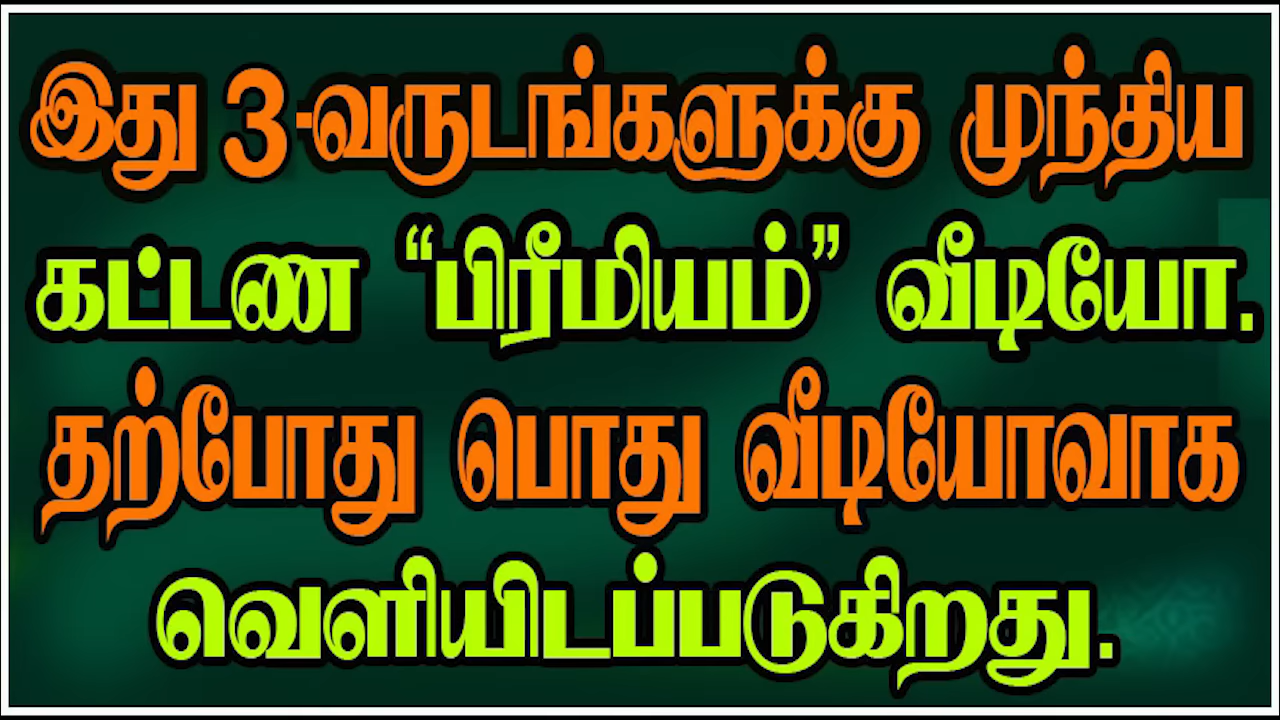 இது 3-வருடங்களுக்கு முந்திய
கட்டண “பிரீமியம்” வீடியோ.
தற்போது பொது வீடியோவாக
வெளியிடப்படுகிறது.